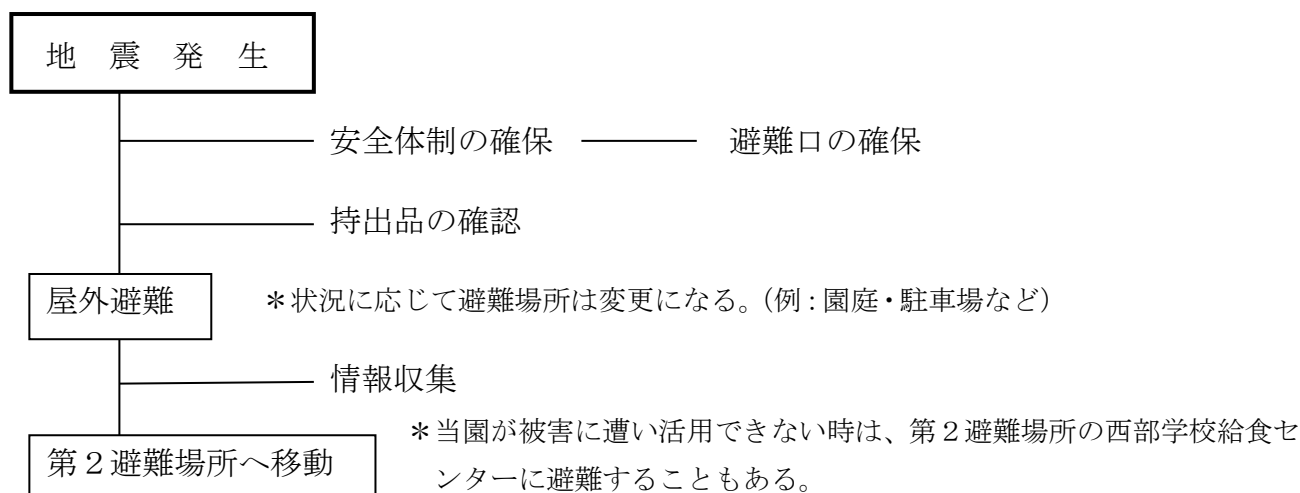 地 震 発 生
安全体制の確保 避難口の確保
持出品の確認
屋外避難 ＊状況に応じて避難場所は変更になる。（例：園庭・駐車場など）
情報収集
＊当園が被害に遭い活用できない時は、第２避難場所の西部学校給食セ
第２避難場所へ移動
ンターに避難することもある。